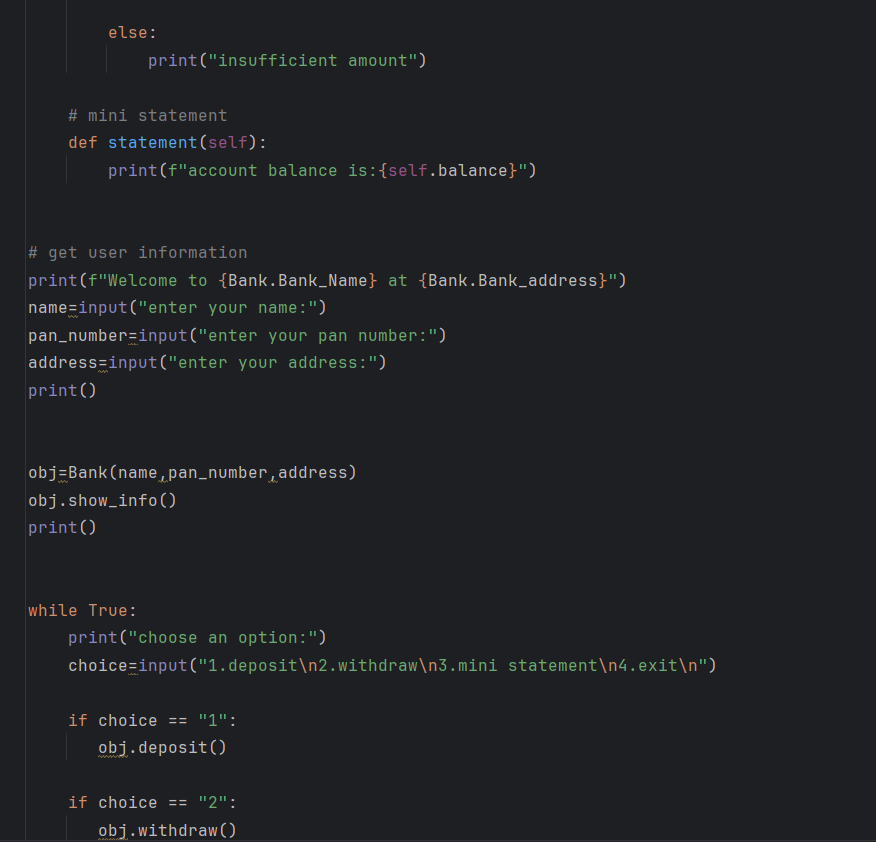 else:
print("insufficient amount")
# mini statement
def statement(self):
print(f"account balance is:{self.balance}")
# get user information
print(f"Welcome to {Bank.Bank_Name} at {Bank.Bank_address}")
name=input("enter your name:")
pan_number=input("enter your pan number:")
address=input("enter your address:")
print()
obj=Bank(name,pan_number,address)
obj.show_info()
print()
while True:
print("choose an option:")
choice=input("1.deposit\n2.withdraw\n3.mini statement\n4.exit\n")
if choice == "1":
obj.deposit()
if choice == "2":
obj.withdraw()